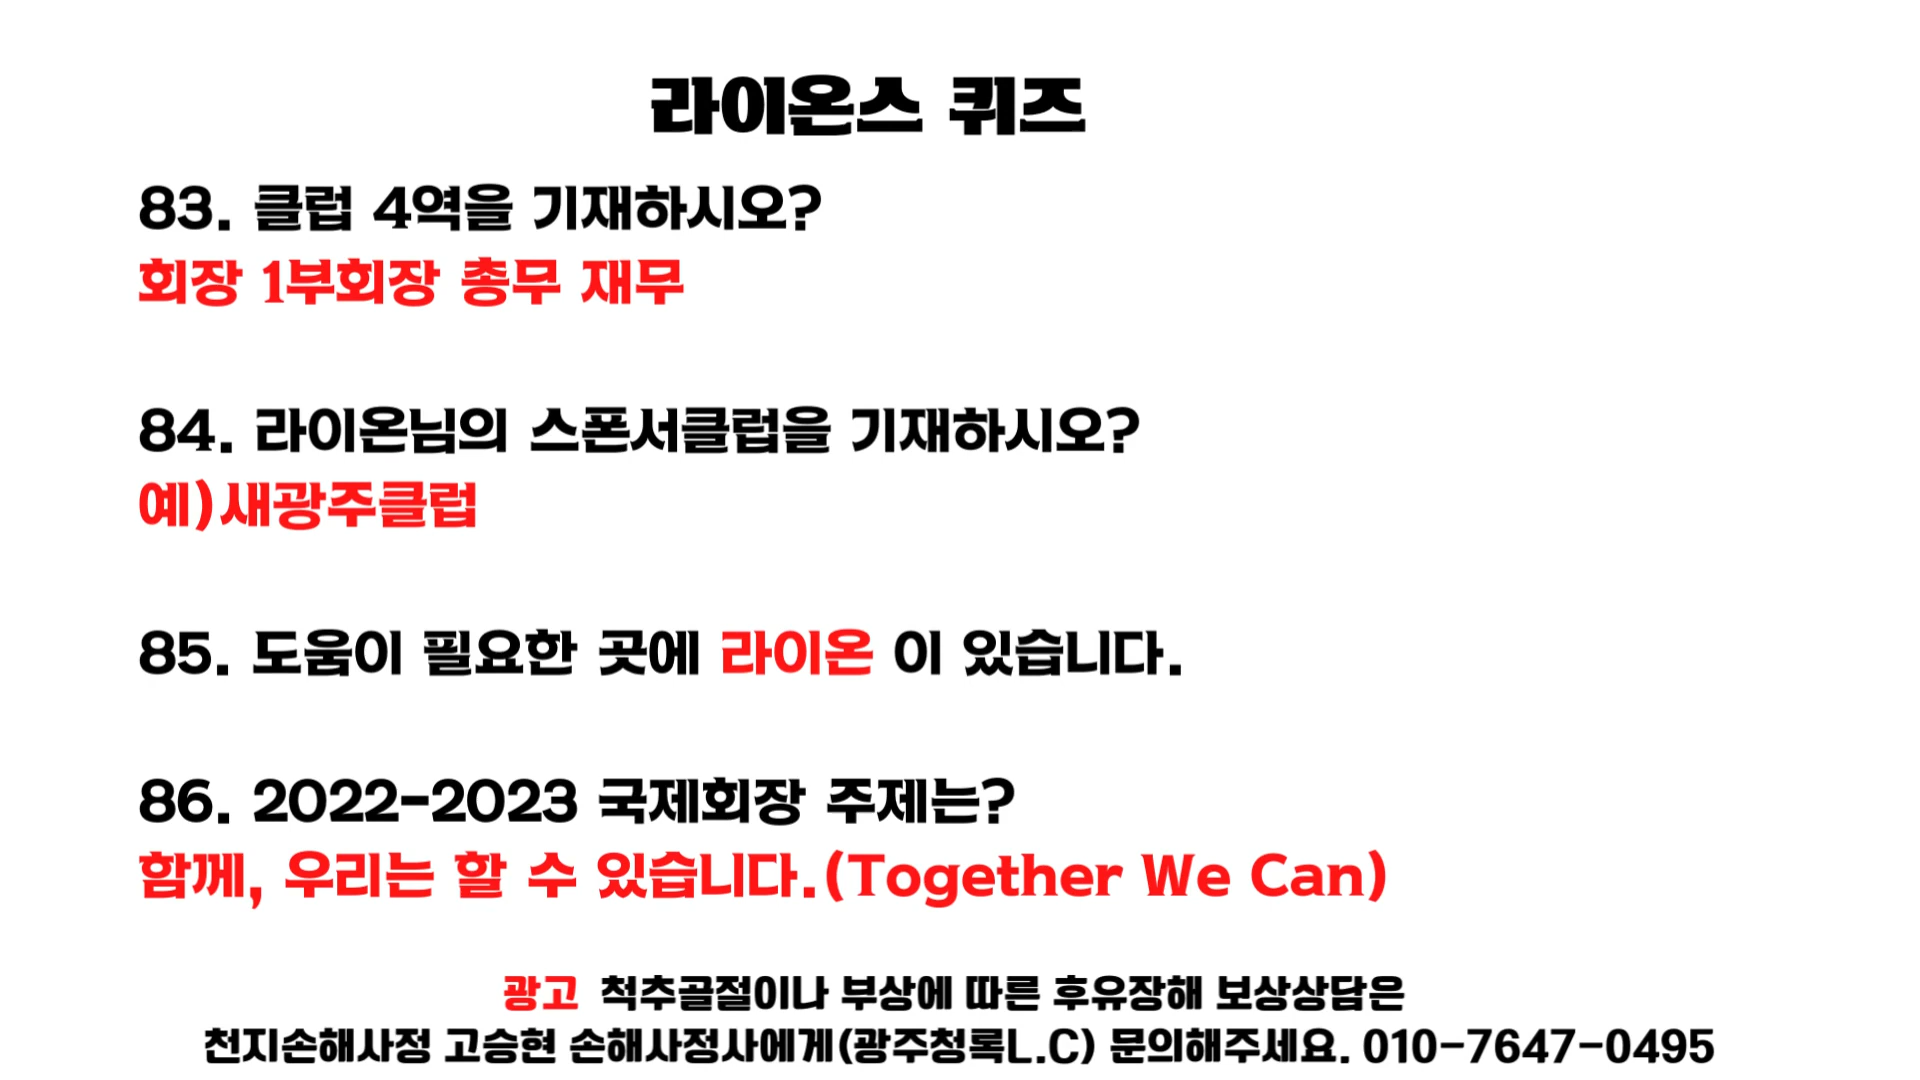 라이온스 퀴즈
83. 클럽 4역을 기재하시오?
회장 1부회장 총무 재무
84. 라이온님의 스폰서클럽을 기재하시오?
예)새광주클럽
85. 도움이 필요한 곳에 라이온 이 있습니다.
86. 2022-2023 국제회장 주제는?
함께, 우리는 할 수 있습니다.(Together We Can)
광고 척추골절이나 부상에 따른 후유장해 보상상담은
천지손해사정 고승현 손해사정사에게(광주청록L.C) 문의해주세요. 010-7647-0495